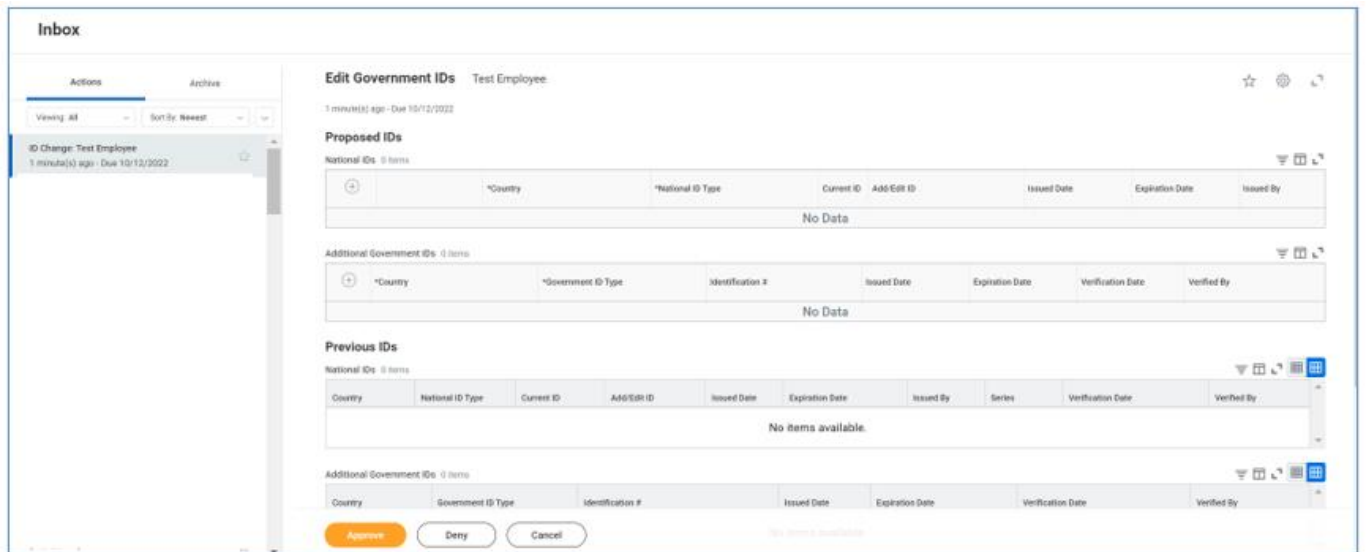 Inbox
Actions Archive
Viewing: All Sort By: Newest
ID Change: Test Employee
1 minute(s) ago - Due 10/12/2022
Edit Government IDs Test Employee
1 minute(s) ago - Due 10/12/2022
Proposed IDs
National IDs 0 items
*Country *National ID Type Current ID Add/Edit ID Issued Date Expiration Date Issued By
No Data
Additional Government IDs 0 items
*Country *Government ID Type Identification # Issued Date Expiration Date Verification Date Verified By
No Data
Previous IDs
National IDs 0 items
Country National ID Type Current ID Add/Edit ID Issued Date Expiration Date Issued By Series Verification Date Verified By
No items available.
Additional Government IDs 0 items
Country Government ID Type Identification # Issued Date Expiration Date Verification Date Verified By
No items available
Approve Deny Cancel